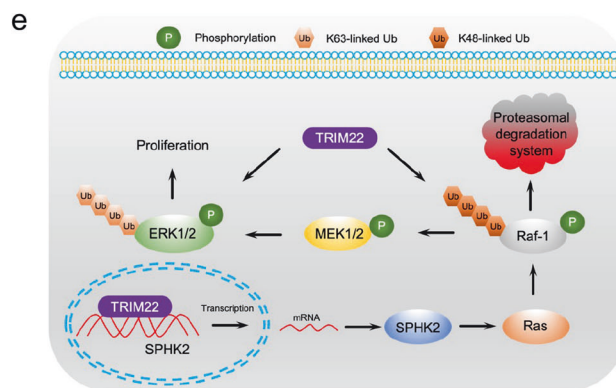 e
P Phosphorylation Ub K63-linked Ub Ub K48-linked Ub
Proteasomal
degradation
system
Proliferation
TRIM22
Ub Ub Ub Ub ERK1/2 P
MEK1/2 P
Ub Ub Ub Ub Raf-1 P
TRIM22
SPHK2
Transcription
mRNA
SPHK2
Ras